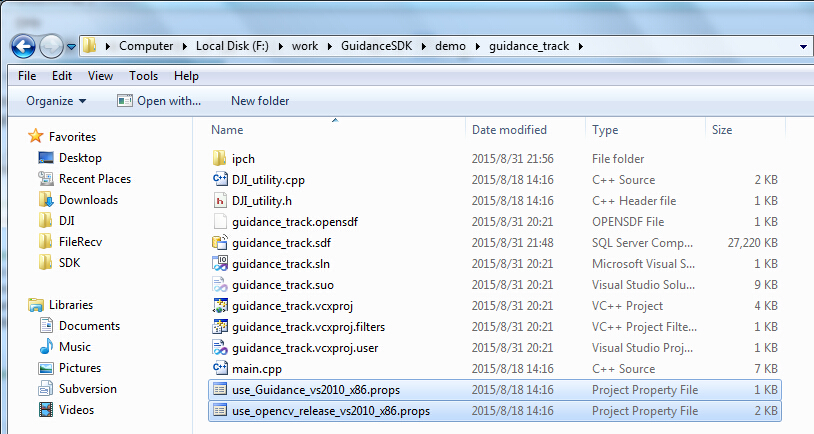 Computer ▸ Local Disk (F:) ▸ work ▸ GuidanceSDK ▸ demo ▸ guidance_track ▸
File Edit View Tools Help
Organize Open with... New folder
Favorites
Desktop
Recent Places
Downloads
DJI
FileRecv
SDK
Libraries
Documents
Music
Pictures
Subversion
Videos
Name Date modified Type Size
ipch 2015/8/31 21:56 File folder
DJI_utility.cpp 2015/8/18 14:16 C++ Source 2 KB
DJI_utility.h 2015/8/18 14:16 C++ Header file 1 KB
guidance_track.opensdf 2015/8/31 20:21 OPENSDF File 1 KB
guidance_track.sdf 2015/8/31 21:48 SQL Server Comp... 27,220 KB
guidance_track.sln 2015/8/31 20:21 Microsoft Visual S... 1 KB
guidance_track.suo 2015/8/31 20:21 Visual Studio Solu... 9 KB
guidance_track.vcxproj 2015/8/31 20:21 VC++ Project 4 KB
guidance_track.vcxproj.filters 2015/8/31 20:21 VC++ Project Filte... 1 KB
guidance_track.vcxproj.user 2015/8/31 20:21 Visual Studio Proj... 1 KB
main.cpp 2015/8/18 14:16 C++ Source 7 KB
use_Guidance_vs2010_x86.props 2015/8/18 14:16 Project Property File 1 KB
use_opencv_release_vs2010_x86.props 2015/8/18 14:16 Project Property File 2 KB